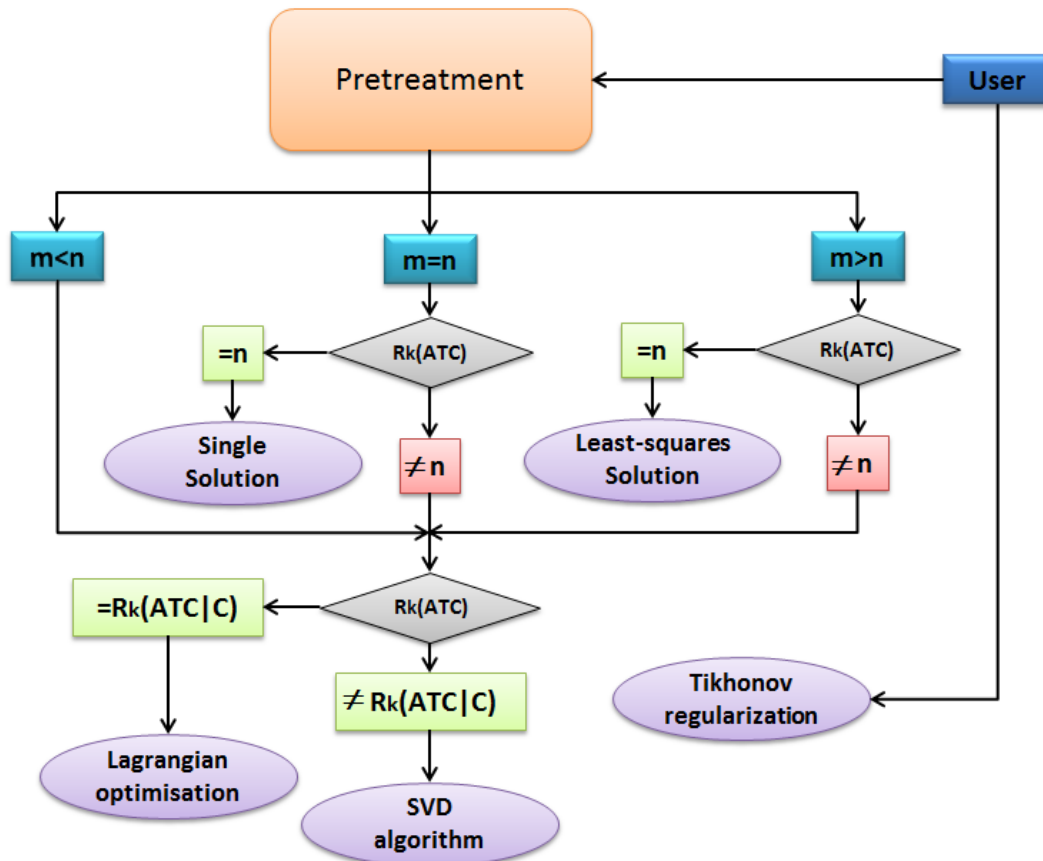 Pretreatment
User
m<n
m=n
m>n
=n
Rk(ATC)
=n
Rk(ATC)
Single
Solution
≠n
Least-squares
Solution
≠n
=Rk(ATC|C)
Rk(ATC)
≠Rk(ATC|C)
Tikhonov
regularization
Lagrangian
optimisation
SVD
algorithm